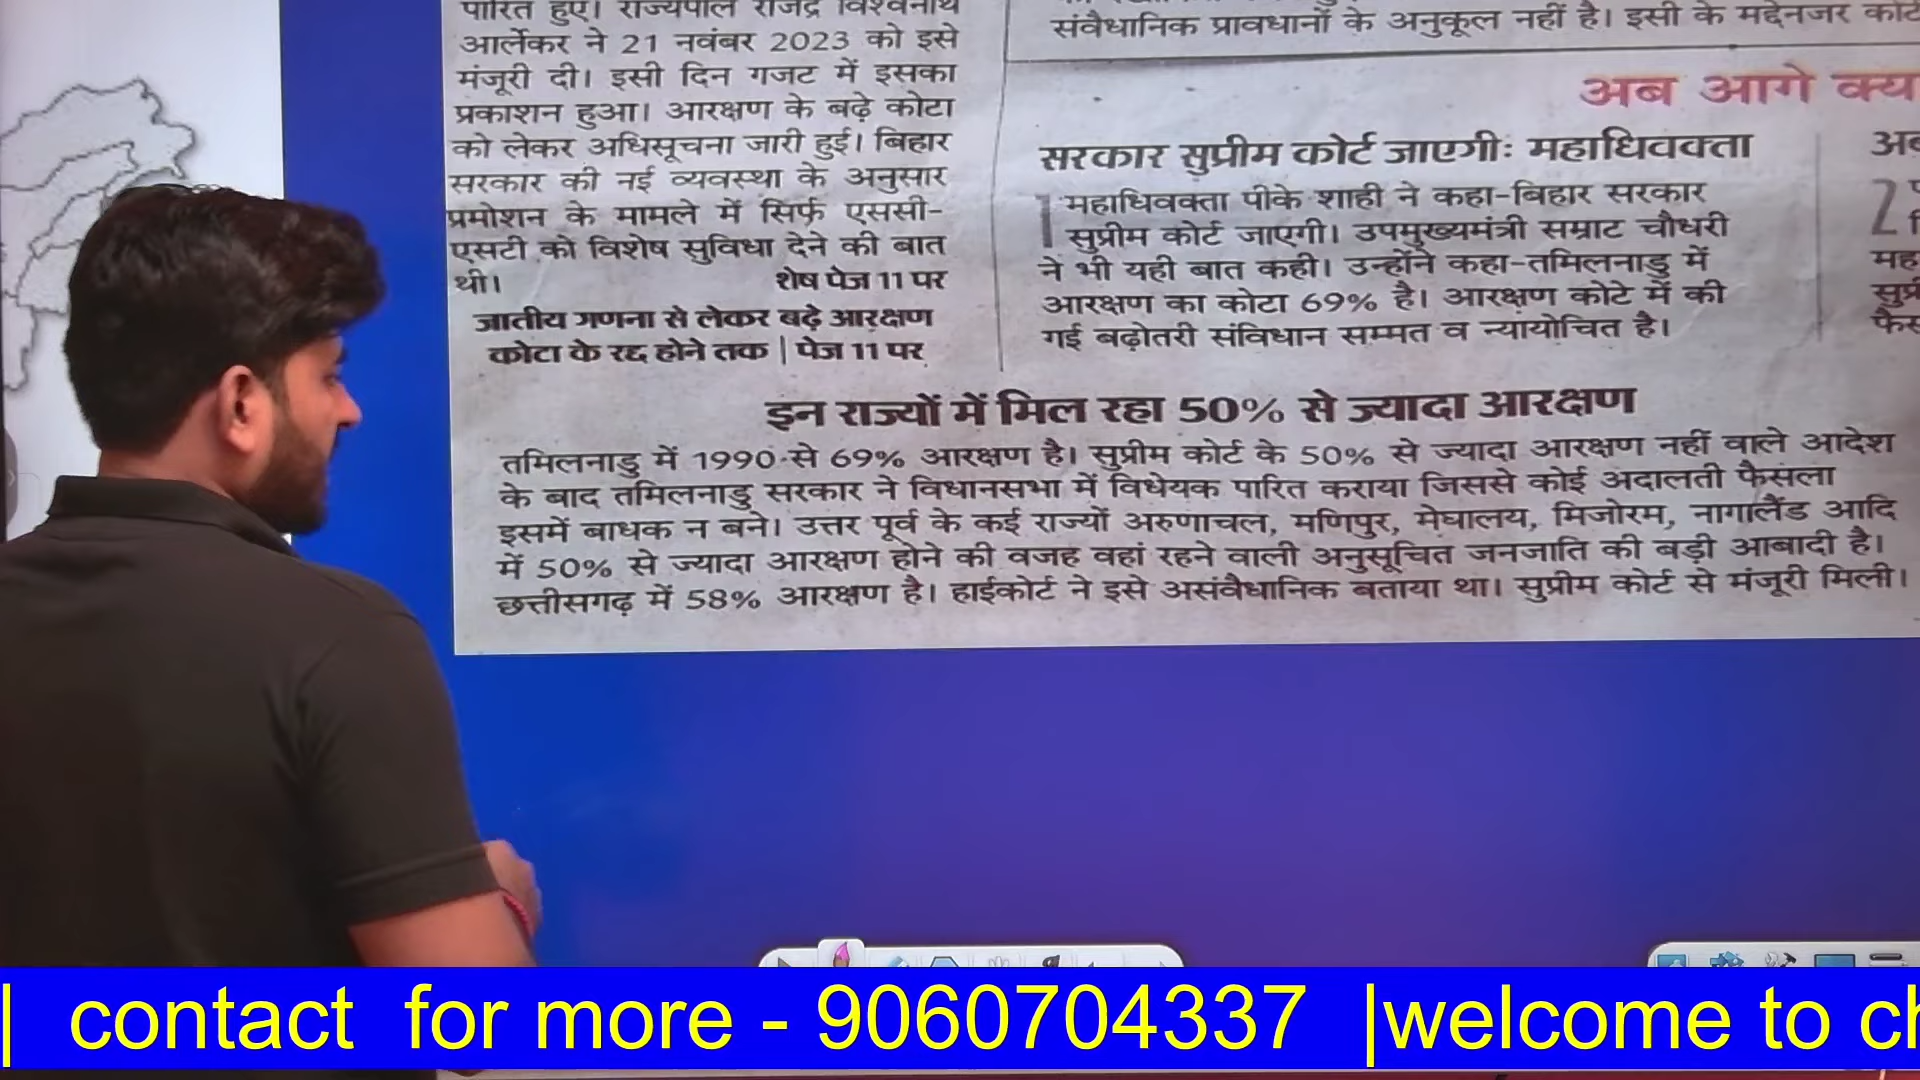 पारित हुए। राज्यपाल राजेंद्र विश्वनाथ
आर्लेकर ने 21 नवंबर 2023 को इसे
मंजूरी दी। इसी दिन गजट में इसका
प्रकाशन हुआ। आरक्षण के बढ़े कोटा
को लेकर अधिसूचना जारी हुई। बिहार
सरकार की नई व्यवस्था के अनुसार
प्रमोशन के मामले में सिर्फ एससी-
एसटी को विशेष सुविधा देने की बात
थी। शेष पेज 11 पर
जातीय गणना से लेकर बढ़े आरक्षण
कोटा के रद्द होने तक | पेज 11 पर
संवैधानिक प्रावधानों के अनुकूल नहीं है। इसी के मद्देनजर कोर्ट
अब आगे क्या
सरकार सुप्रीम कोर्ट जाएगी: महाधिवक्ता
1 महाधिवक्ता पीके शाही ने कहा-बिहार सरकार
सुप्रीम कोर्ट जाएगी। उपमुख्यमंत्री सम्राट चौधरी
ने भी यही बात कही। उन्होंने कहा-तमिलनाडु में
आरक्षण का कोटा 69% है। आरक्षण कोटे में की
गई बढ़ोतरी संविधान सम्मत व न्यायोचित है।
2
इन राज्यों में मिल रहा 50% से ज्यादा आरक्षण
तमिलनाडु में 1990 से 69% आरक्षण है। सुप्रीम कोर्ट के 50% से ज्यादा आरक्षण नहीं वाले आदेश
के बाद तमिलनाडु सरकार ने विधानसभा में विधेयक पारित कराया जिससे कोई अदालती फैसला
इसमें बाधक न बने। उत्तर पूर्व के कई राज्यों अरुणाचल, मणिपुर, मेघालय, मिजोरम, नागालैंड आदि
में 50% से ज्यादा आरक्षण होने की वजह वहां रहने वाली अनुसूचित जनजाति की बड़ी आबादी है।
छत्तीसगढ़ में 58% आरक्षण है। हाईकोर्ट ने इसे असंवैधानिक बताया था। सुप्रीम कोर्ट से मंजूरी मिली।
| contact for more - 9060704337 |welcome to ch